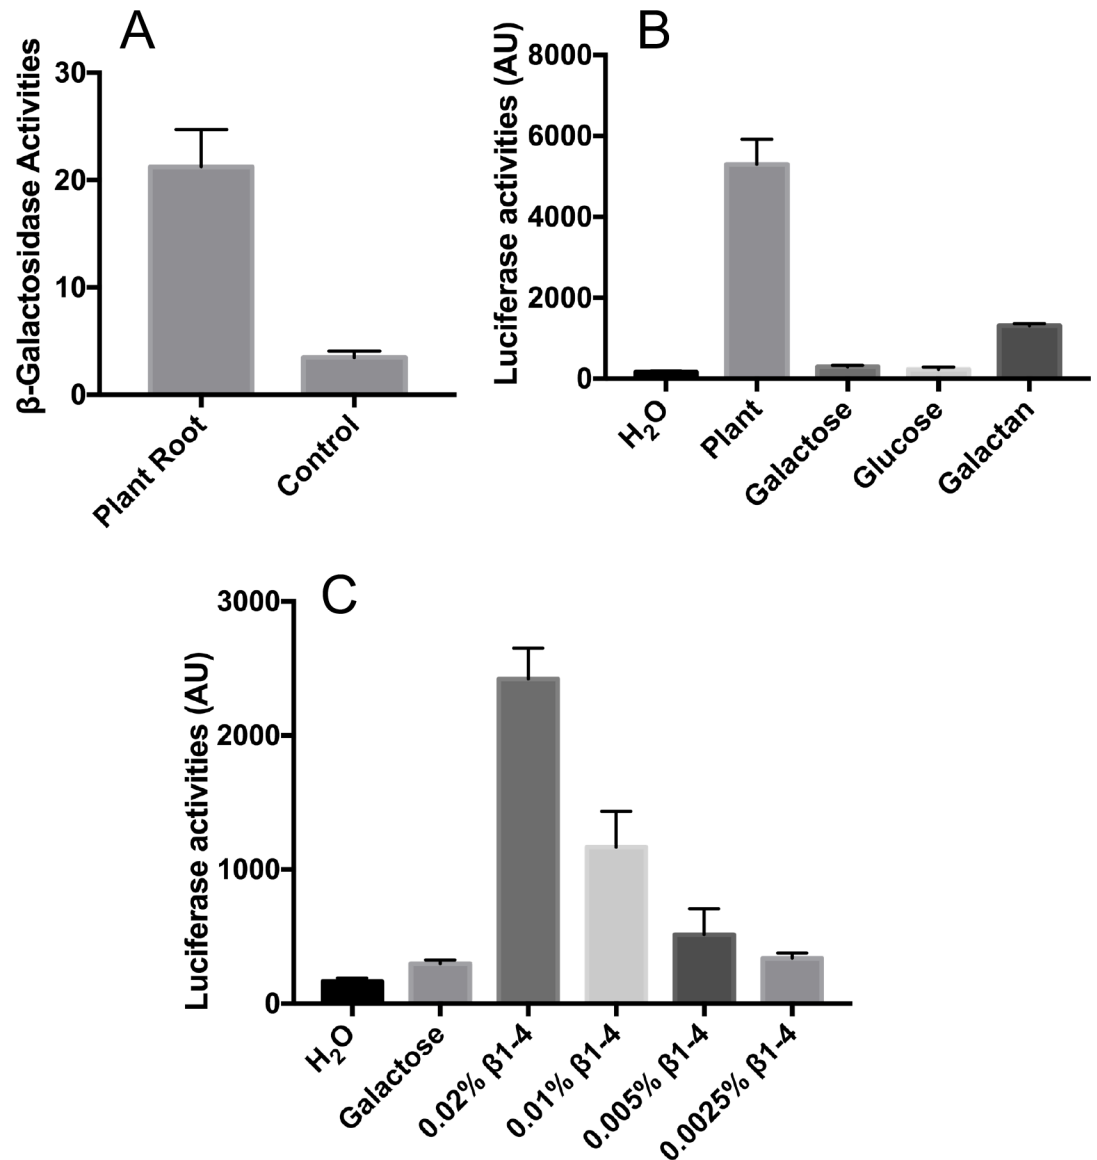 A
β-Galactosidase Activities
30
20
10
0
Plant Root
Control
B
Luciferase activities (AU)
8000
6000
4000
2000
0
H₂O
Plant
Galactose
Glucose
Galactan
C
Luciferase activities (AU)
3000
2000
1000
0
H₂O
Galactose
0.02% β1-4
0.01% β1-4
0.005% β1-4
0.0025% β1-4